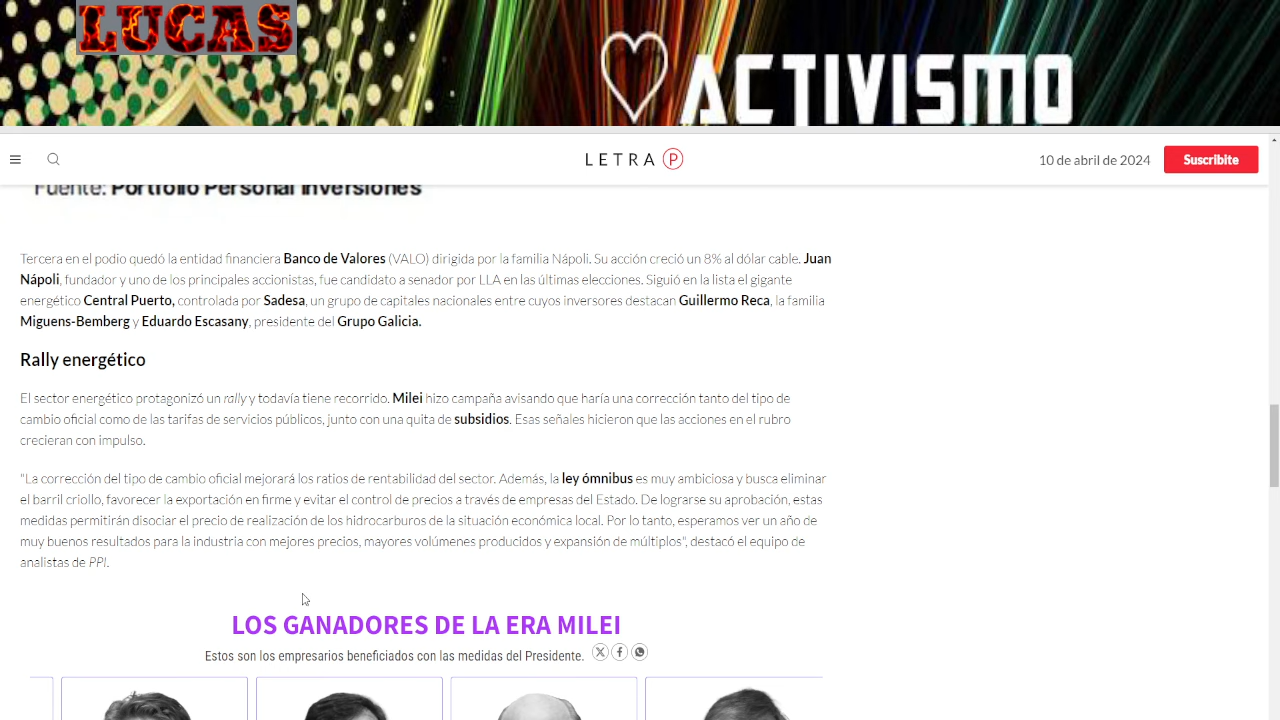 LUCAS
ACTIVISMO
LETRA P
10 de abril de 2024
Suscribite
Fuente: Portfolio Personal Inversiones
Tercera en el podio quedó la entidad financiera Banco de Valores (VALO) dirigida por la familia Nápoli. Su acción creció un 8% al dólar cable. Juan
Nápoli, fundador y uno de los principales accionistas, fue candidato a senador por LLA en las últimas elecciones. Siguió en la lista el gigante
energético Central Puerto, controlada por Sadesa, un grupo de capitales nacionales entre cuyos inversores destacan Guillermo Reca, la familia
Miguens-Bemberg y Eduardo Escasany, presidente del Grupo Galicia.
Rally energético
El sector energético protagonizó un rally y todavía tiene recorrido. Milei hizo campaña avisando que haría una corrección tanto del tipo de
cambio oficial como de las tarifas de servicios públicos, junto con una quita de subsidios. Esas señales hicieron que las acciones en el rubro
crecieran con impulso.
"La corrección del tipo de cambio oficial mejorará los ratios de rentabilidad del sector. Además, la ley ómnibus es muy ambiciosa y busca eliminar
el barril criollo, favorecer la exportación en firme y evitar el control de precios a través de empresas del Estado. De lograrse su aprobación, estas
medidas permitirán disociar el precio de realización de los hidrocarburos de la situación económica local. Por lo tanto, esperamos ver un año de
muy buenos resultados para la industria con mejores precios, mayores volúmenes producidos y expansión de múltiplos", destacó el equipo de
analistas de PPI.
LOS GANADORES DE LA ERA MILEI
Estos son los empresarios beneficiados con las medidas del Presidente.